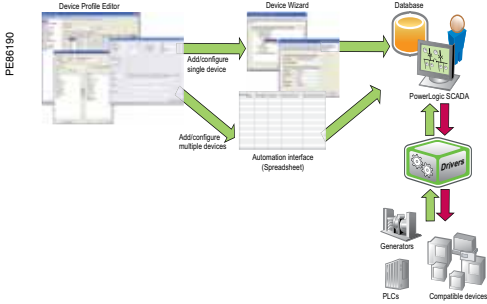 PE86190
Device Profile Editor
Device Wizard
Database
Add/configure
single device
PowerLogic SCADA
Add/configure
multiple devices
Automation interface
(Spreadsheet)
Drivers
Generators
PLCs
Compatible devices